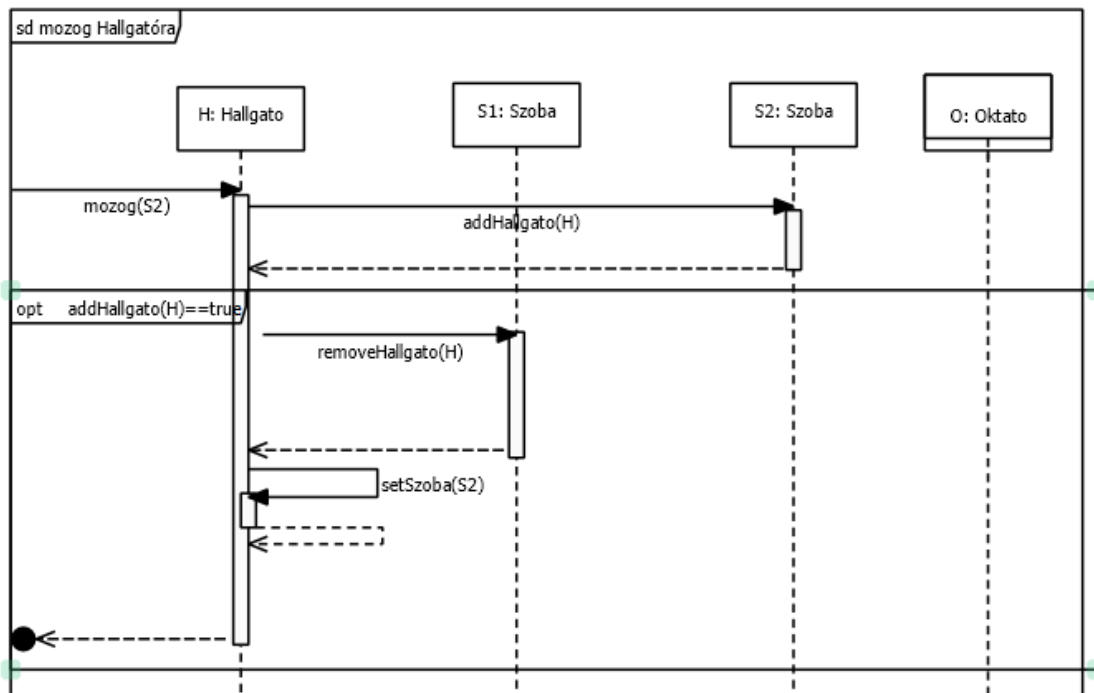 sd mozog Hallgatóra
H: Hallgato
S1: Szoba
S2: Szoba
O: Oktato
mozog(S2)
addHallgato(H)
opt addHallgato(H)==true
removeHallgato(H)
setSzoba(S2)